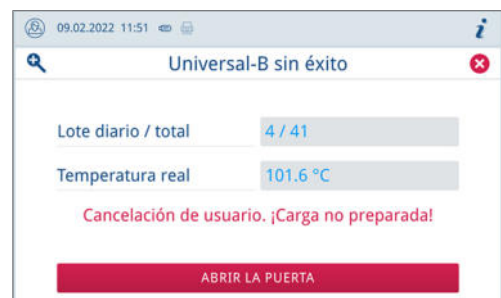 09.02.2022 11:51
Universal-B sin éxito
Lote diario / total 4 / 41
Temperatura real 101.6 °C
Cancelación de usuario. ¡Carga no preparada!
ABRIR LA PUERTA